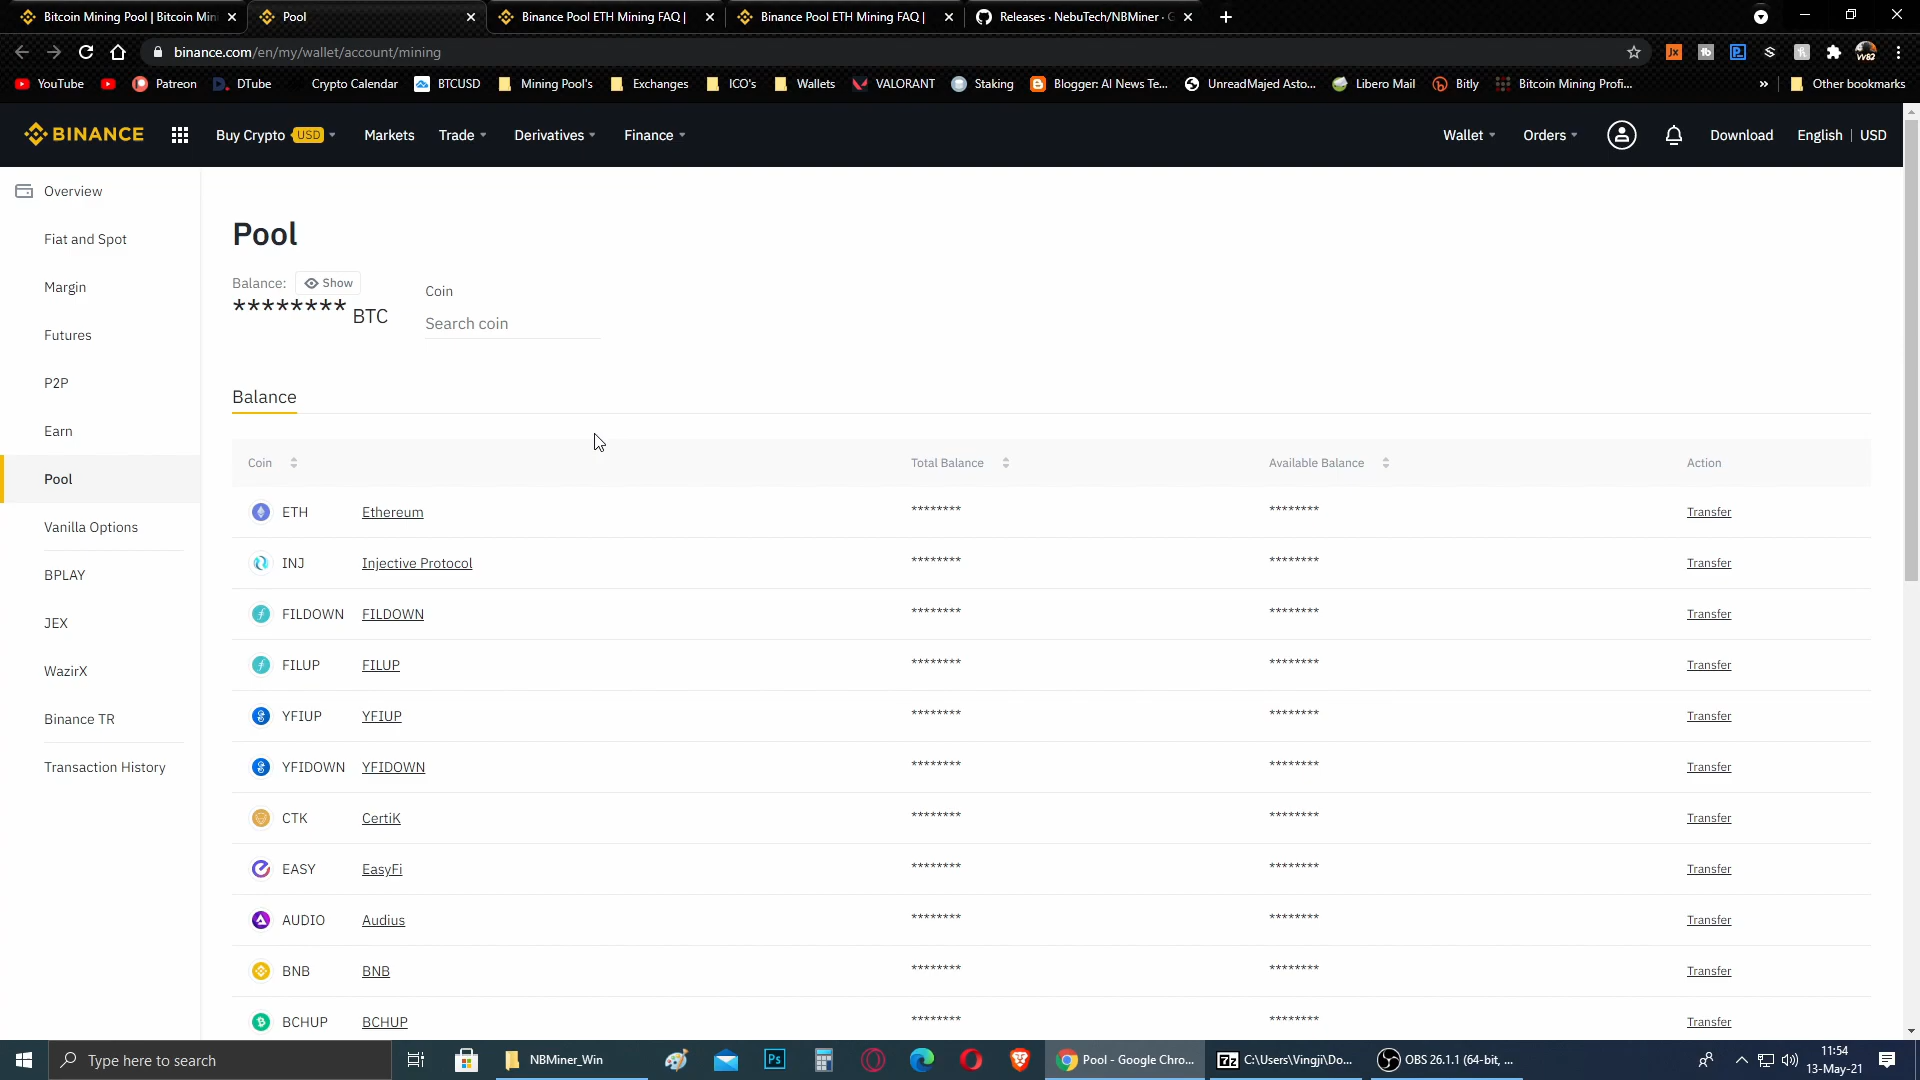 Bitcoin Mining Pool | Bitcoin Mini
Pool
Binance Pool ETH Mining FAQ |
Binance Pool ETH Mining FAQ |
Releases · NebuTech/NBMiner · G
binance.com/en/my/wallet/account/mining
YouTube
Patreon
DTube
Crypto Calendar
BTCUSD
Mining Pool's
Exchanges
ICO's
Wallets
VALORANT
Staking
Blogger: AI News Te...
UnreadMajed Asto...
Libero Mail
Bitly
Bitcoin Mining Profi...
»
Other bookmarks
BINANCE
Buy Crypto USD
Markets
Trade
Derivatives
Finance
Wallet
Orders
Download
English | USD
Overview
Fiat and Spot
Margin
Futures
P2P
Earn
Pool
Vanilla Options
BPLAY
JEX
WazirX
Binance TR
Transaction History
Pool
Balance: Show
******** BTC
Coin
Search coin
Balance
Coin Total Balance Available Balance Action
ETH Ethereum ******** ******** Transfer
INJ Injective Protocol ******** ******** Transfer
FILDOWN FILDOWN ******** ******** Transfer
FILUP FILUP ******** ******** Transfer
YFIUP YFIUP ******** ******** Transfer
YFIDOWN YFIDOWN ******** ******** Transfer
CTK CertiK ******** ******** Transfer
EASY EasyFi ******** ******** Transfer
AUDIO Audius ******** ******** Transfer
BNB BNB ******** ******** Transfer
BCHUP BCHUP ******** ******** Transfer
Type here to search
NBMiner_Win
Ps
Pool - Google Chro...
7z C:\Users\Vingji\Do...
OBS 26.1.1 (64-bit, ...
11:54
13-May-21